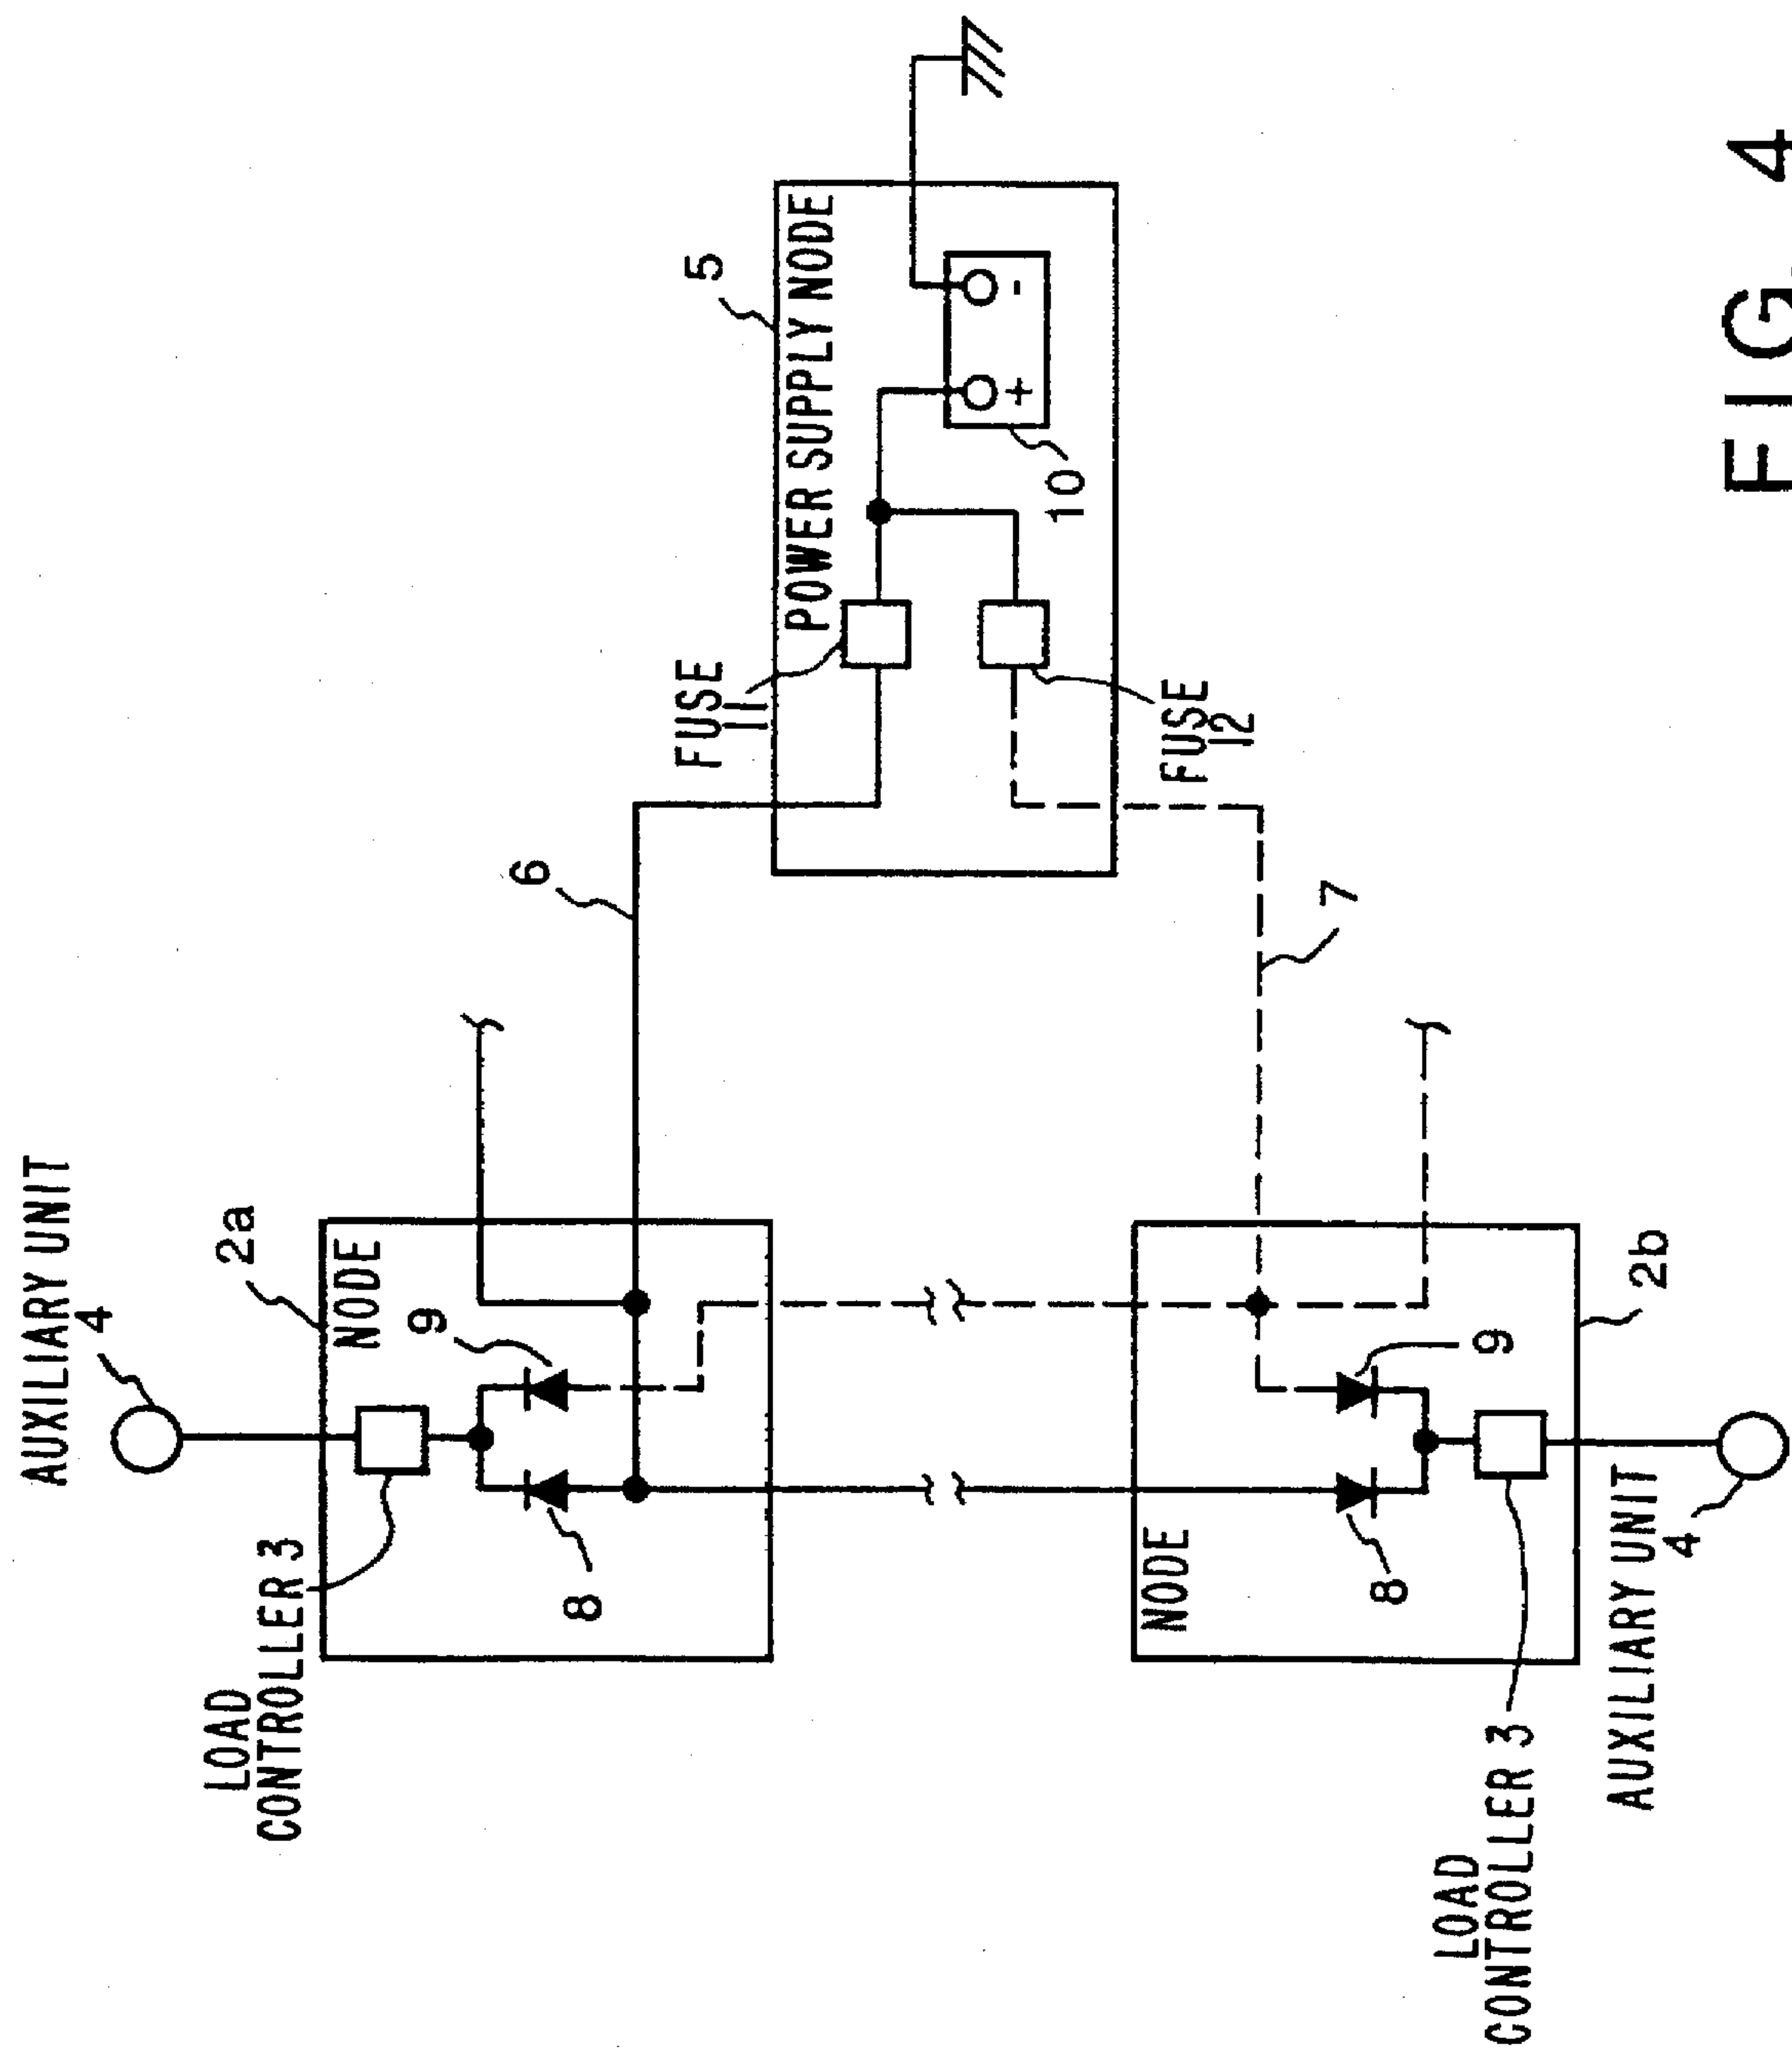 AUXILIARY UNIT
4
2a
NODE
9
8
LOAD
CONTROLLER 3
6
5
POWER SUPPLY NODE
FUSE
11
+
-
10
FUSE
12
7
NODE
9
8
2b
LOAD
CONTROLLER 3
AUXILIARY UNIT
4
FIG. 4